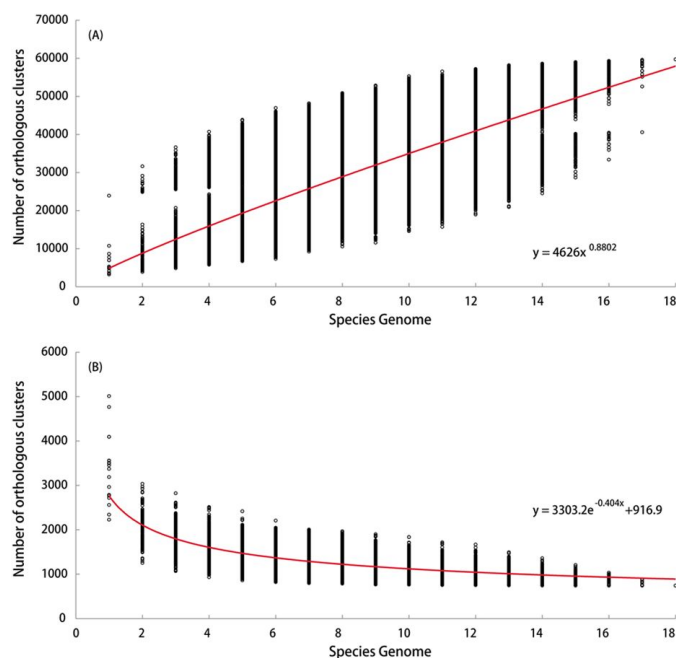 (A)
Number of orthologous clusters
70000
60000
50000
40000
30000
20000
10000
0
y = 4626x^0.8802
0 2 4 6 8 10 12 14 16 18
Species Genome
(B)
Number of orthologous clusters
6000
5000
4000
3000
2000
1000
0
y = 3303.2e^-0.404x +916.9
0 2 4 6 8 10 12 14 16 18
Species Genome